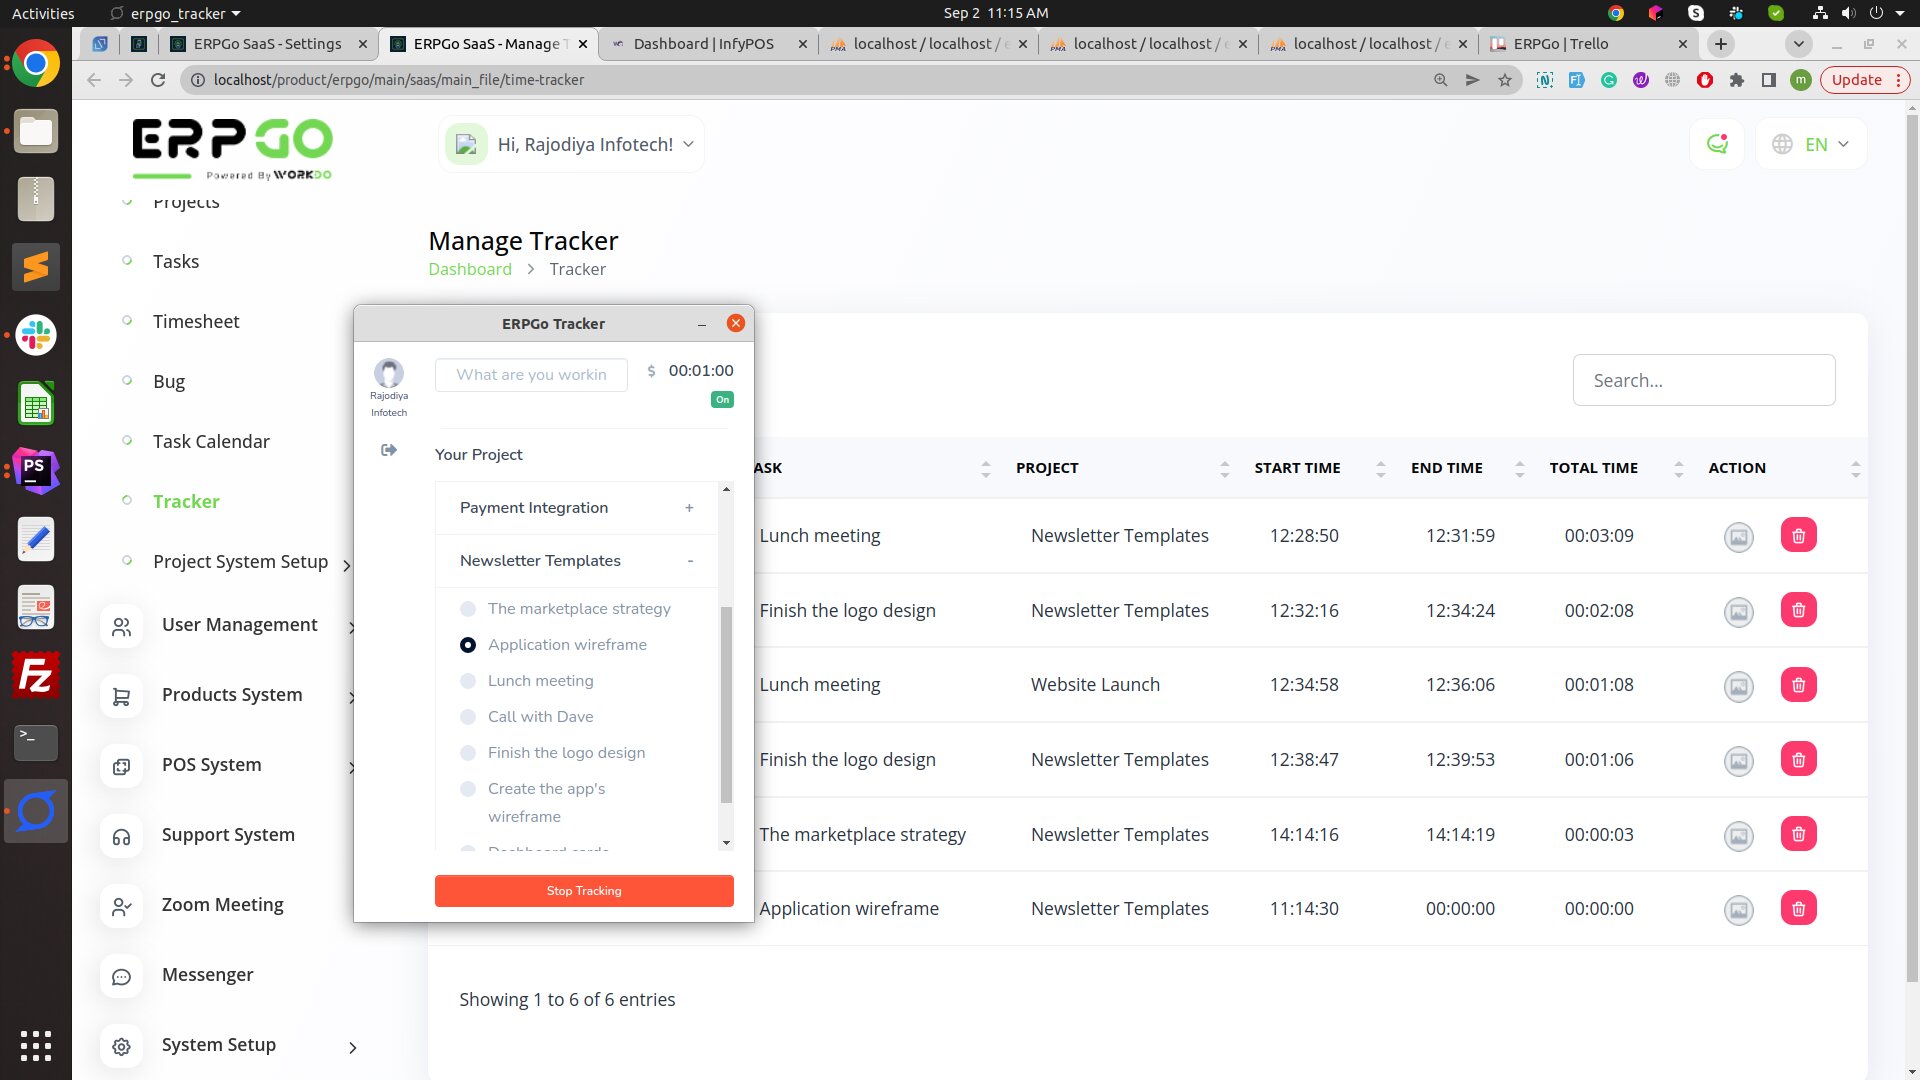 Activities
erpgo_tracker
Sep 2 11:15 AM
ERPGo SaaS - Settings
ERPGo SaaS - Manage T
Dashboard | InfyPOS
localhost / localhost / e
localhost / localhost / e
localhost / localhost / e
ERPGo | Trello
localhost/product/erpgo/main/saas/main_file/time-tracker
Update
m
ERPGO
Powered By WORKDO
Hi, Rajodiya Infotech!
EN
Projects
Tasks
Timesheet
Bug
Task Calendar
Tracker
Project System Setup
User Management
Products System
POS System
Support System
Zoom Meeting
Messenger
System Setup
Manage Tracker
Dashboard > Tracker
ERPGo Tracker
Rajodiya
Infotech
What are you workin
$ 00:01:00
On
Your Project
Payment Integration +
Newsletter Templates -
The marketplace strategy
Application wireframe
Lunch meeting
Call with Dave
Finish the logo design
Create the app's
wireframe
Dashboard cards
Stop Tracking
Search...
ASK PROJECT START TIME END TIME TOTAL TIME ACTION
Lunch meeting Newsletter Templates 12:28:50 12:31:59 00:03:09
Finish the logo design Newsletter Templates 12:32:16 12:34:24 00:02:08
Lunch meeting Website Launch 12:34:58 12:36:06 00:01:08
Finish the logo design Newsletter Templates 12:38:47 12:39:53 00:01:06
The marketplace strategy Newsletter Templates 14:14:16 14:14:19 00:00:03
Application wireframe Newsletter Templates 11:14:30 00:00:00 00:00:00
Showing 1 to 6 of 6 entries
PS
Fz
>_